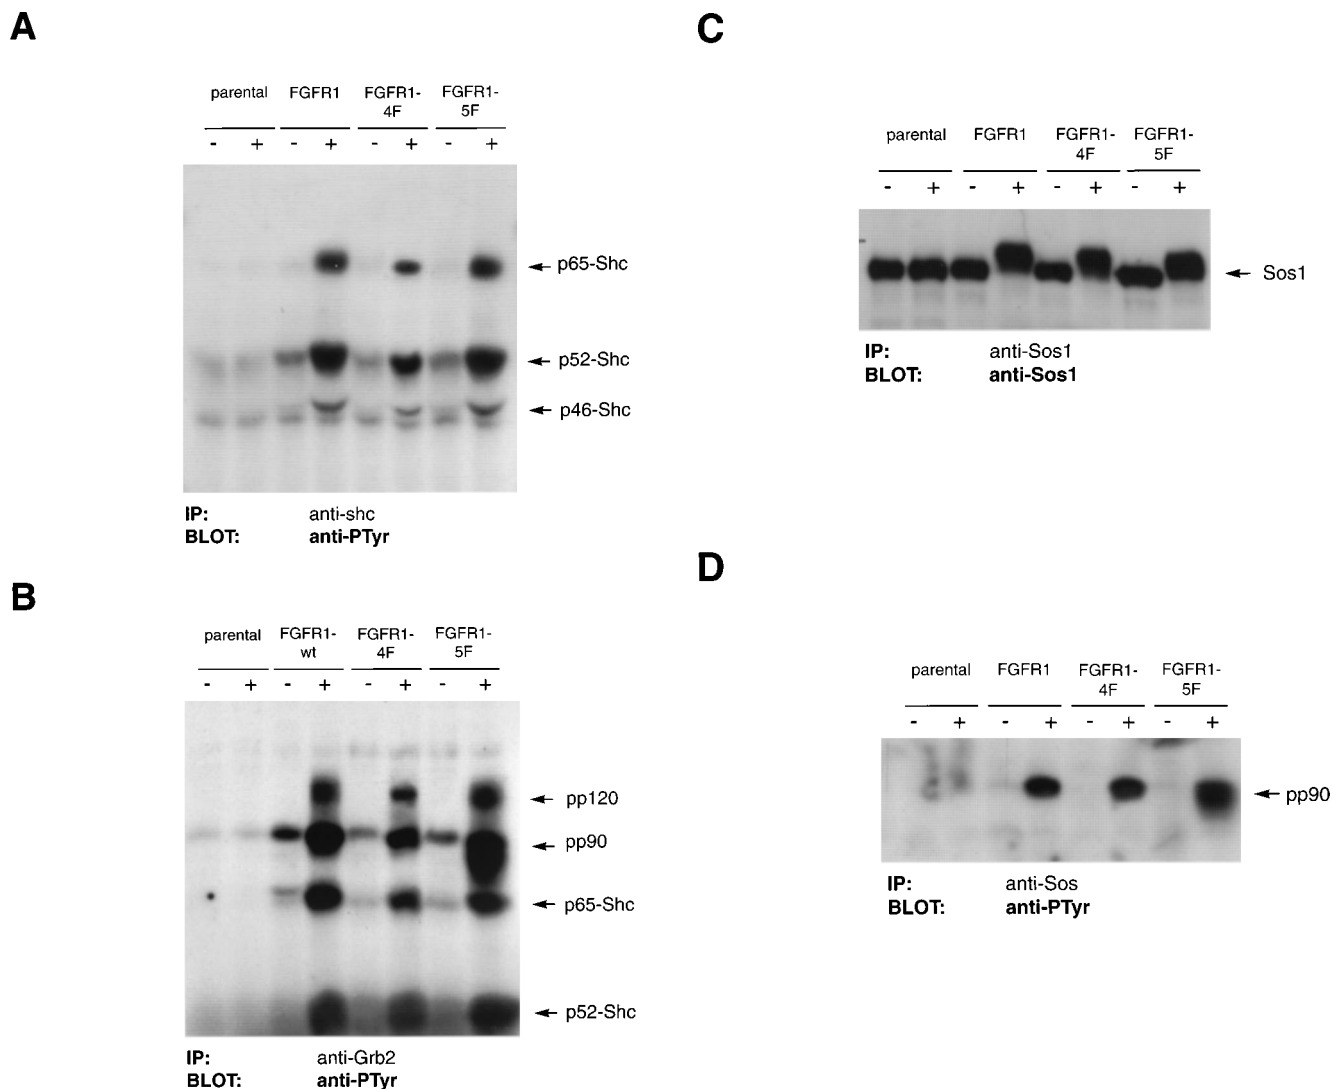 A
parental FGFR1 FGFR1- FGFR1-
4F 5F
- + - + - + - +
p65-Shc
p52-Shc
p46-Shc
IP: anti-shc
BLOT: anti-PTyr
B
parental FGFR1- FGFR1- FGFR1-
wt 4F 5F
- + - + - + - +
pp120
pp90
p65-Shc
p52-Shc
IP: anti-Grb2
BLOT: anti-PTyr
C
parental FGFR1 FGFR1- FGFR1-
4F 5F
- + - + - + - +
Sos1
IP: anti-Sos1
BLOT: anti-Sos1
D
parental FGFR1 FGFR1- FGFR1-
4F 5F
- + - + - + - +
pp90
IP: anti-Sos
BLOT: anti-PTyr